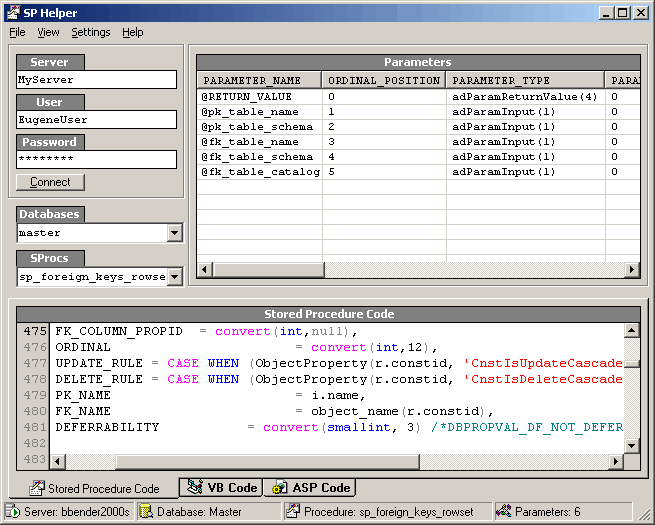 SP Helper
File View Settings Help
Server
MyServer
User
EugeneUser
Password
********
Connect
Databases
master
SProcs
sp_foreign_keys_rowse
Parameters
PARAMETER_NAME ORDINAL_POSITION PARAMETER_TYPE PARA
@RETURN_VALUE 0 adParamReturnValue(4) 0
@pk_table_name 1 adParamInput(1) 0
@pk_table_schema 2 adParamInput(1) 0
@fk_table_name 3 adParamInput(1) 0
@fk_table_schema 4 adParamInput(1) 0
@fk_table_catalog 5 adParamInput(1) 0
Stored Procedure Code
475 FK_COLUMN_PROPID = convert(int,null),
476 ORDINAL = convert(int,12),
477 UPDATE_RULE = CASE WHEN (ObjectProperty(r.constid, 'CnstIsUpdateCascade
478 DELETE_RULE = CASE WHEN (ObjectProperty(r.constid, 'CnstIsDeleteCascade
479 PK_NAME = i.name,
480 FK_NAME = object_name(r.constid),
481 DEFERRABILITY = convert(smallint, 3) /*DBPROPVAL_DF_NOT_DEFER
482
483
Stored Procedure Code VB Code ASP Code
Server: bbender2000s Database: Master Procedure: sp_foreign_keys_rowset Parameters: 6